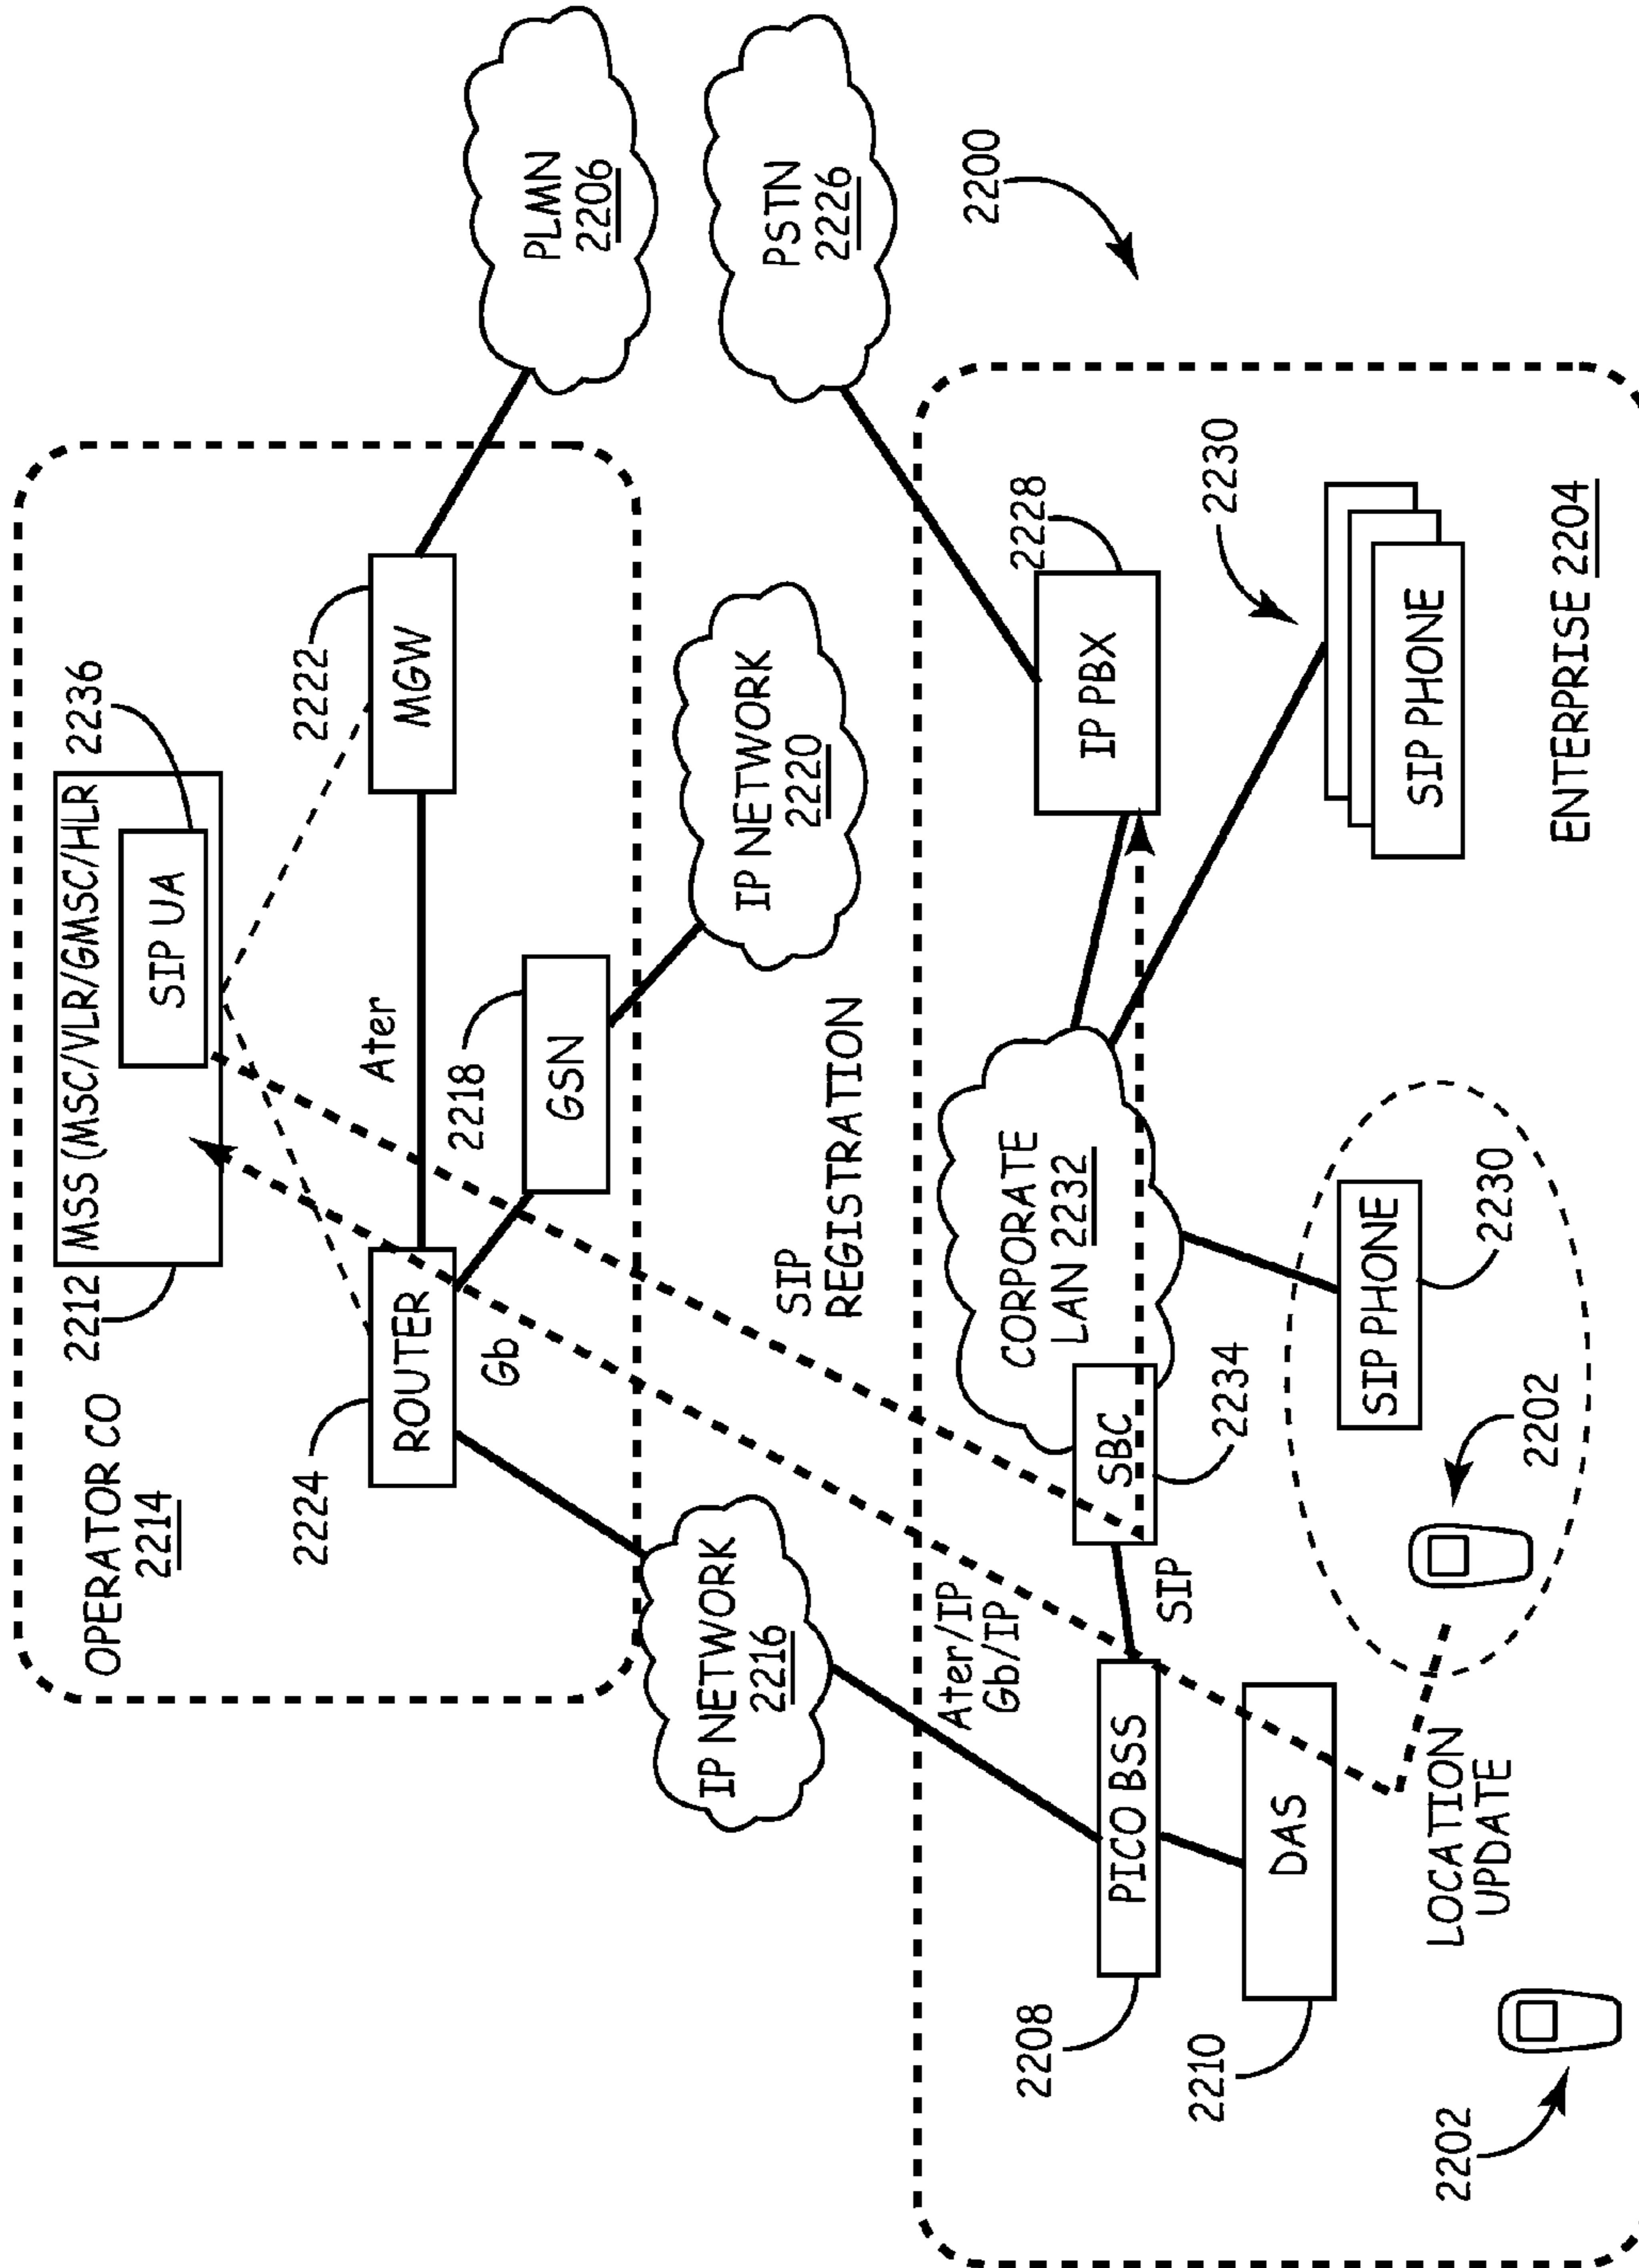 OPERATOR CO
2214
2212
MSS (MSC/VLR/GMSC/HLR
SIP UA
2236
2224
ROUTER
Ater
2222
MGW
PLMN
2206
Gb
2218
GSN
IP NETWORK
2216
IP NETWORK
2220
PSTN
2226
SIP
REGISTRATION
2200
Ater/IP
Gb/IP
CORPORATE
LAN 2232
2208
PICO BSS
SIP
SBC
2234
IP PBX
2228
2210
DAS
2230
SIP PHONE
SIP PHONE
2230
LOCATION
UPDATE
2202
2202
ENTERPRISE 2204